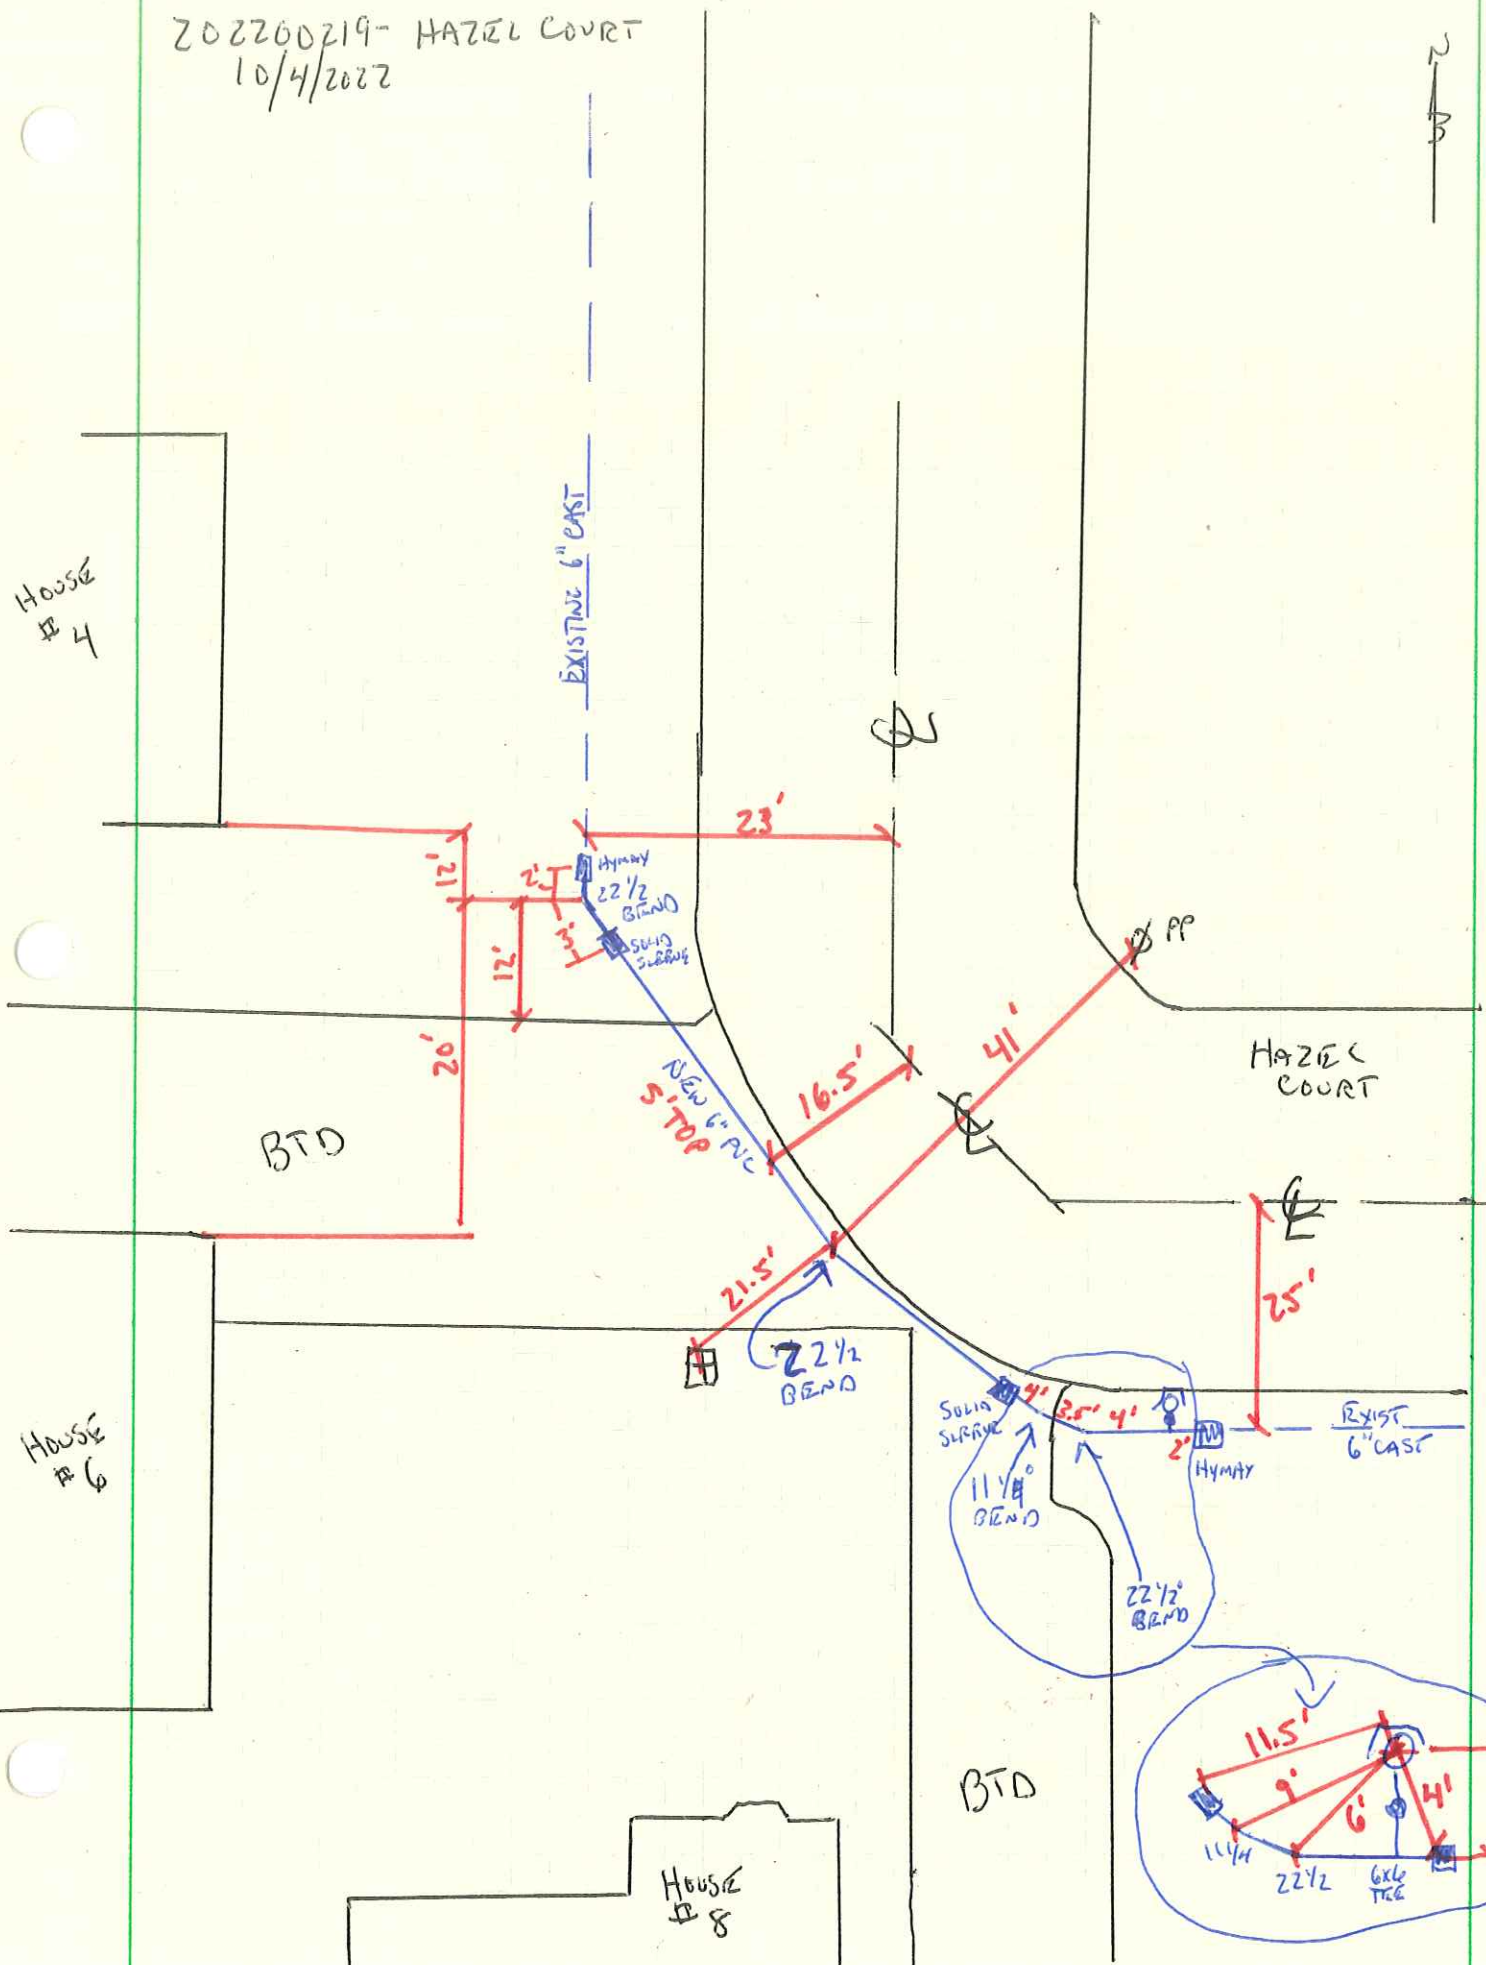 202200219- HAZEL COURT
10/4/2022
N
EXISTING 6" CAST
HOUSE
# 4
23'
12'
2'
HYMAX
22 1/2
BEND
3'
SOLID
SLEEVE
12'
PP
20'
41'
HAZEL
COURT
NEW 6" PVC
5' TOP
16.5'
BTD
CL
CL
21.5'
25'
22 1/2
BEND
SOLID
SLEEVE
4'
3.5'
4'
2'
EXIST
6" CAST
HYMAX
HOUSE
# 6
11 1/4°
BEND
22 1/2°
BEND
BTD
11.5'
9'
6'
4'
11 1/4
22 1/2
6x6
TEE
HOUSE
# 8